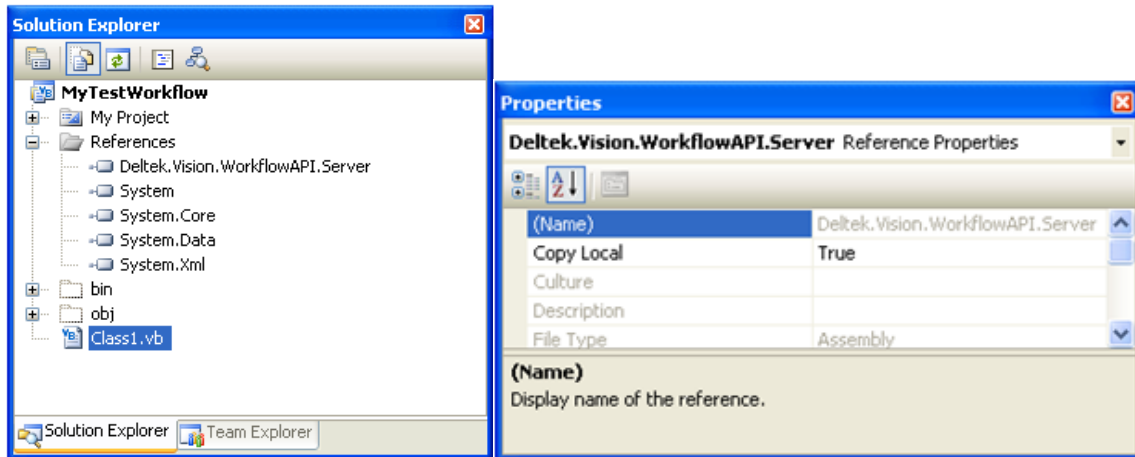 Solution Explorer
MyTestWorkflow
My Project
References
Deltek.Vision.WorkflowAPI.Server
System
System.Core
System.Data
System.Xml
bin
obj
Class1.vb
Solution Explorer Team Explorer
Properties
Deltek.Vision.WorkflowAPI.Server Reference Properties
(Name) Deltek.Vision.WorkflowAPI.Server
Copy Local True
Culture
Description
File Type Assembly
(Name)
Display name of the reference.